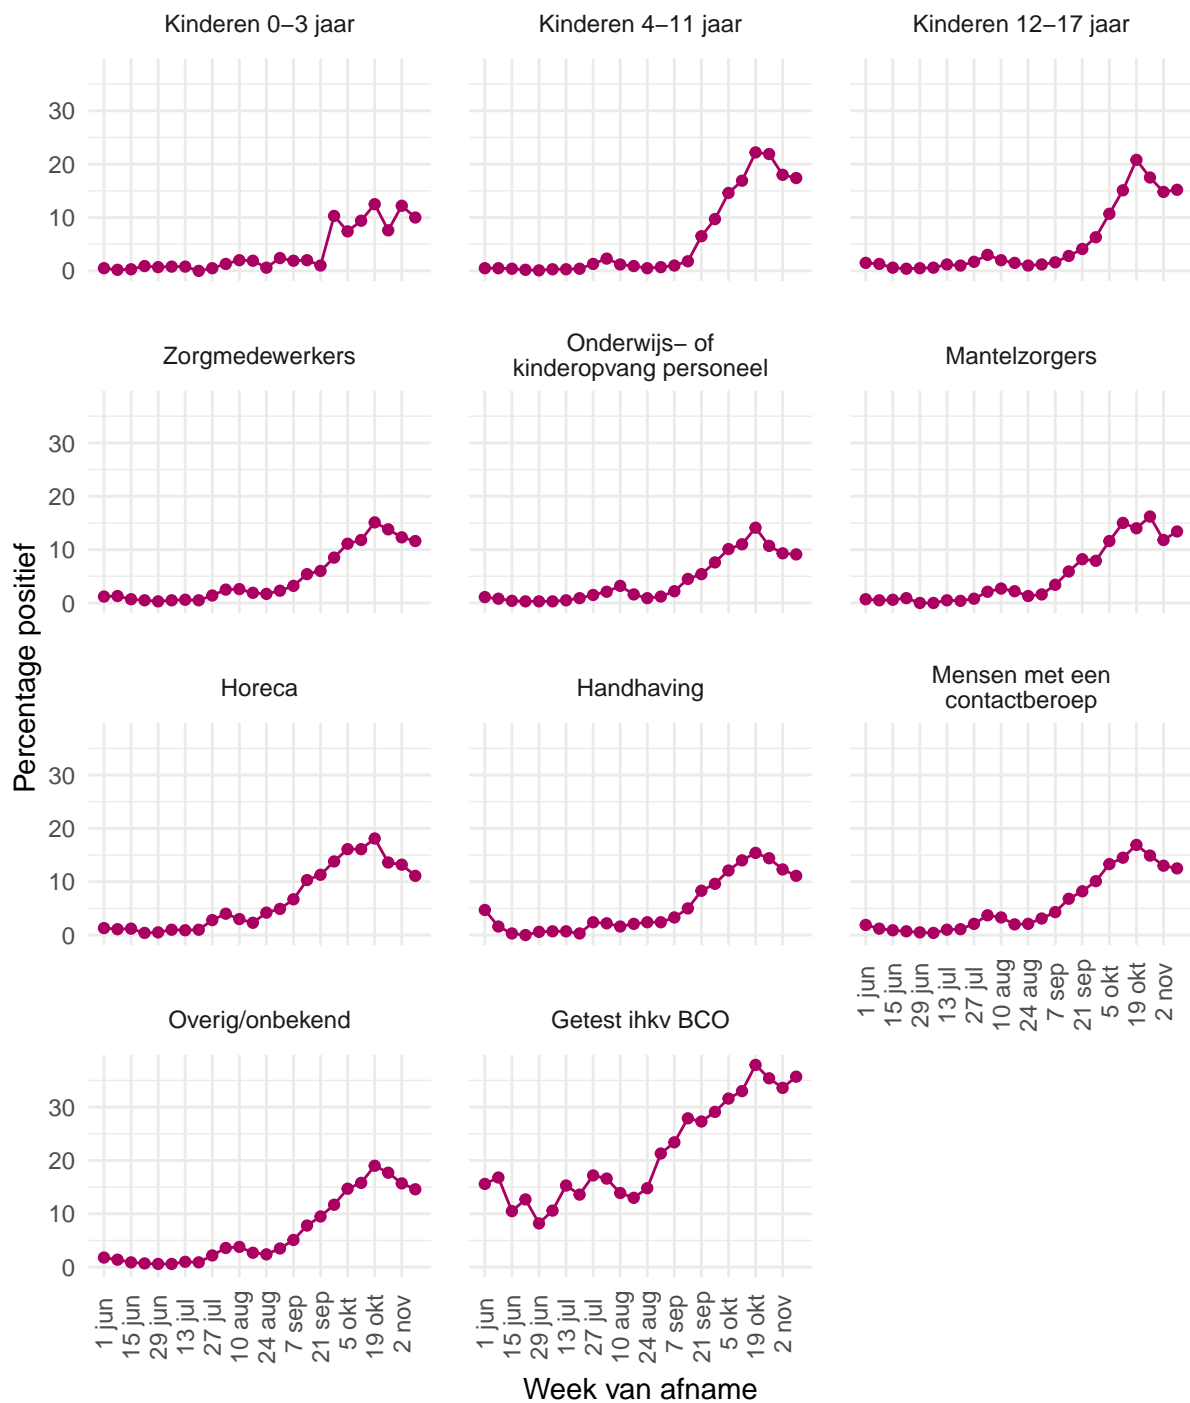 Kinderen 0–3 jaar
Kinderen 4–11 jaar
Kinderen 12–17 jaar
30
20
10
0
Zorgmedewerkers
Onderwijs– of
kinderopvang personeel
Mantelzorgers
30
20
10
0
Percentage positief
Horeca
Handhaving
Mensen met een
contactberoep
30
20
10
0
1 jun
15 jun
29 jun
13 jul
27 jul
10 aug
24 aug
7 sep
21 sep
5 okt
19 okt
2 nov
Overig/onbekend
Getest ihkv BCO
30
20
10
0
1 jun
15 jun
29 jun
13 jul
27 jul
10 aug
24 aug
7 sep
21 sep
5 okt
19 okt
2 nov
1 jun
15 jun
29 jun
13 jul
27 jul
10 aug
24 aug
7 sep
21 sep
5 okt
19 okt
2 nov
Week van afname